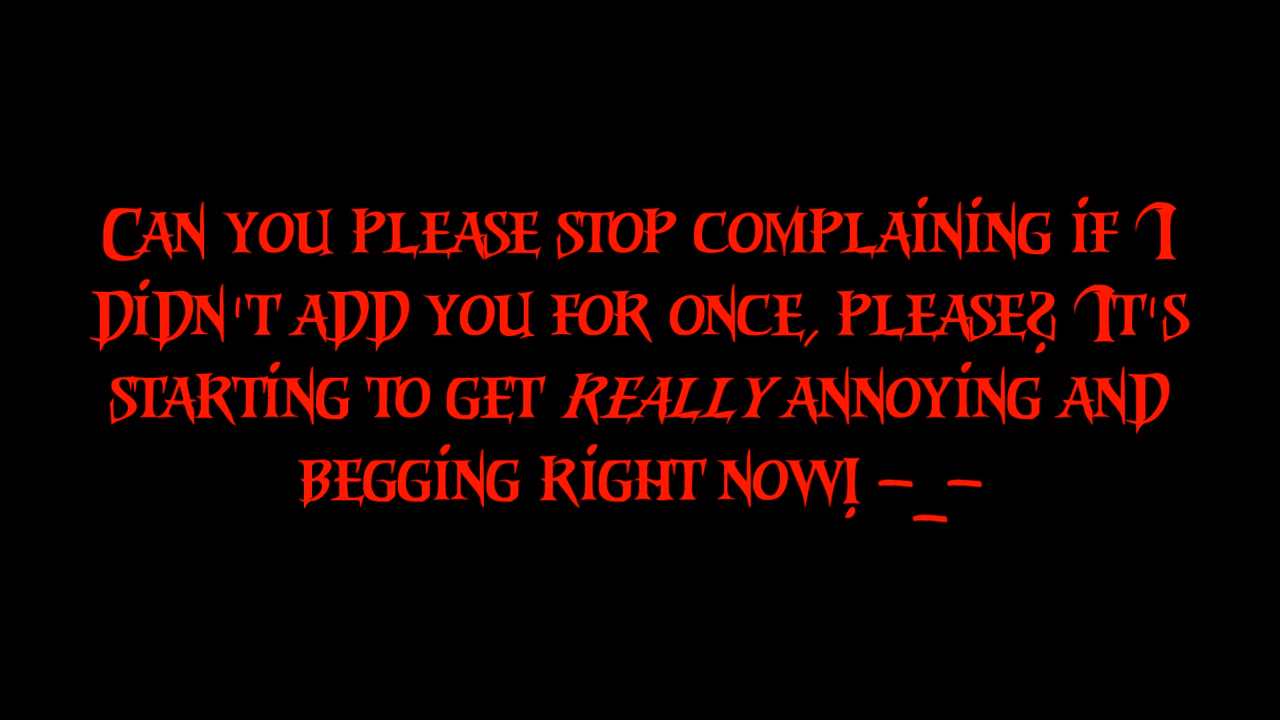 Can you please stop complaining if I
didn't add you for once, please? It's
starting to get REALLY annoying and
begging right now! -_-